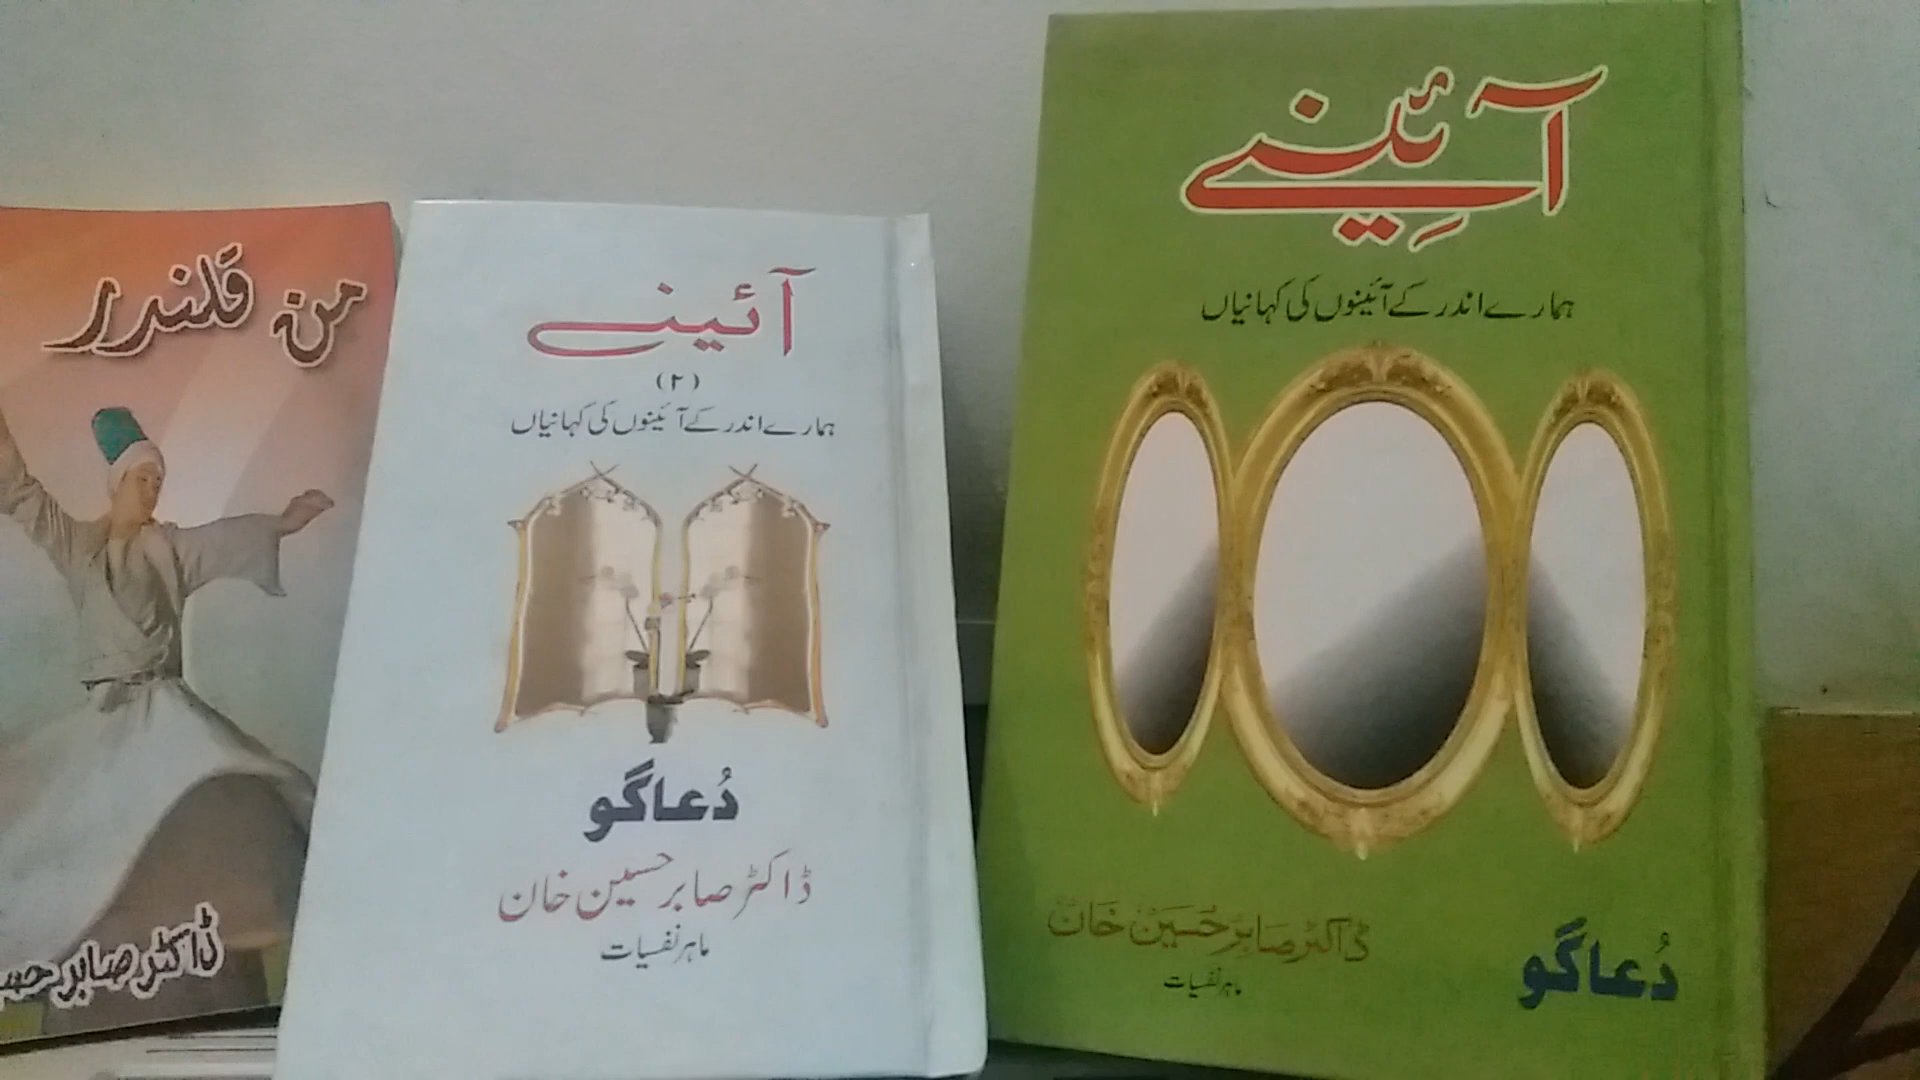 آئینے
ہمارے اندر کے آئینوں کی کہانیاں
دُعاگو
ڈاکٹر صابر حسین خان
ماہر نفسیات
آئینے
(۲)
ہمارے اندر کے آئینوں کی کہانیاں
دُعاگو
ڈاکٹر صابر حسین خان
ماہر نفسیات
من قلندر
ڈاکٹر صابر